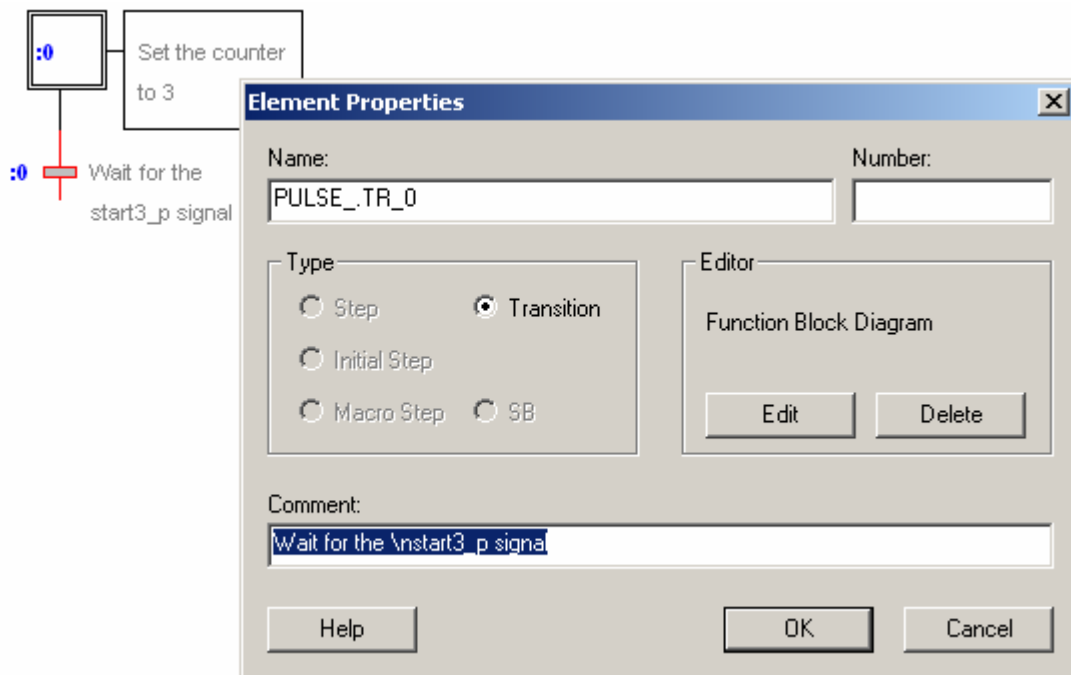 :0
Set the counter
to 3
:0
Wait for the
start3_p signal
Element Properties
Name:
Number:
PULSE_.TR_0
Type
Step
Transition
Initial Step
Macro Step
SB
Editor
Function Block Diagram
Edit
Delete
Comment:
Wait for the \nstart3_p signal
Help
OK
Cancel